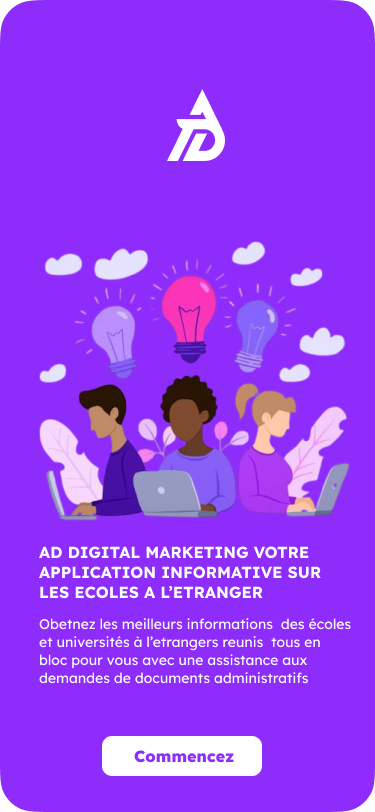 AD DIGITAL MARKETING VOTRE
APPLICATION INFORMATIVE SUR
LES ECOLES A L’ETRANGER
Obetnez les meilleurs informations  des écoles
et universités à l’etrangers reunis  tous en
bloc pour vous avec une assistance aux
demandes de documents administratifs
Commencez